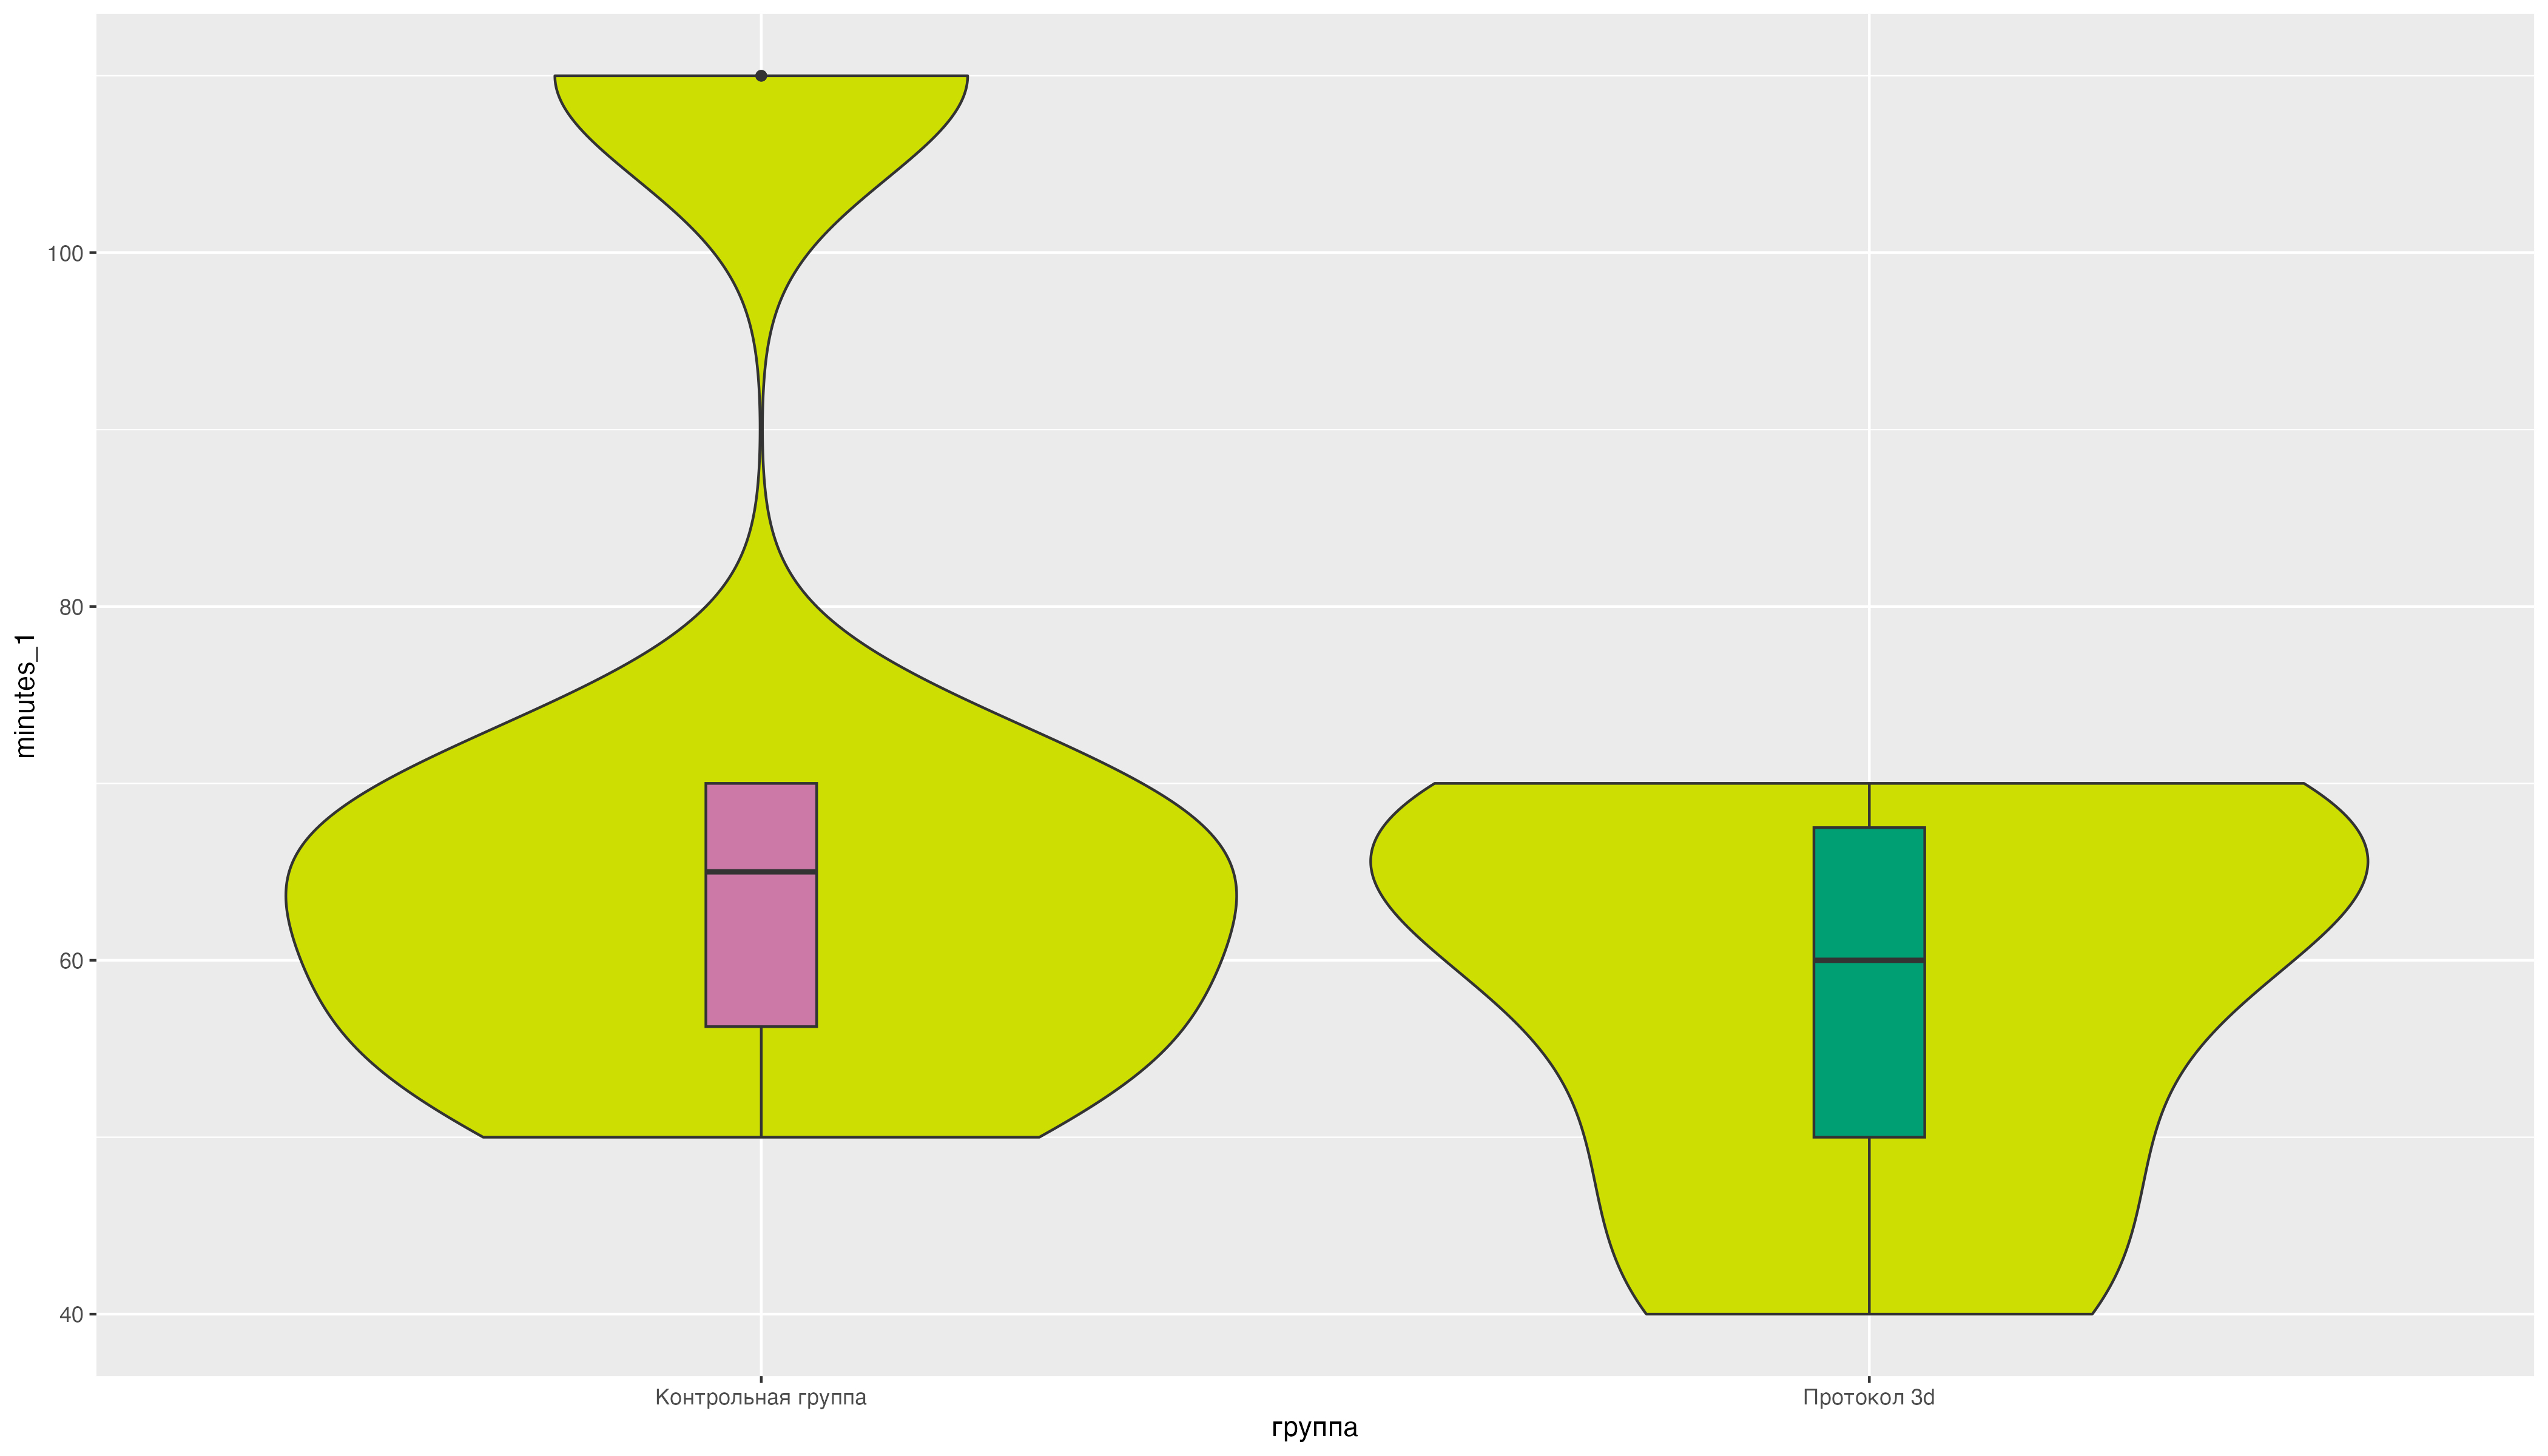 minutes_1
100
80
60
40
Контрольная группа
Протокол 3d
группа